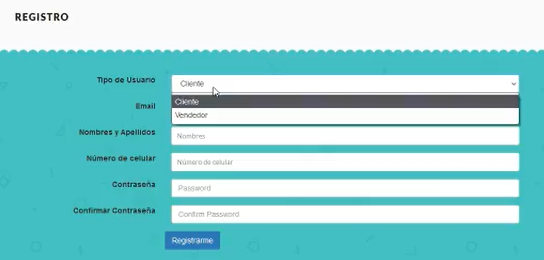 REGISTRO
Tipo de Usuario
Cliente
Cliente
Vendedor
Email
Nombres y Apellidos
Nombres
Número de celular
Número de celular
Contraseña
Password
Confirmar Contraseña
Confirm Password
Registrarme